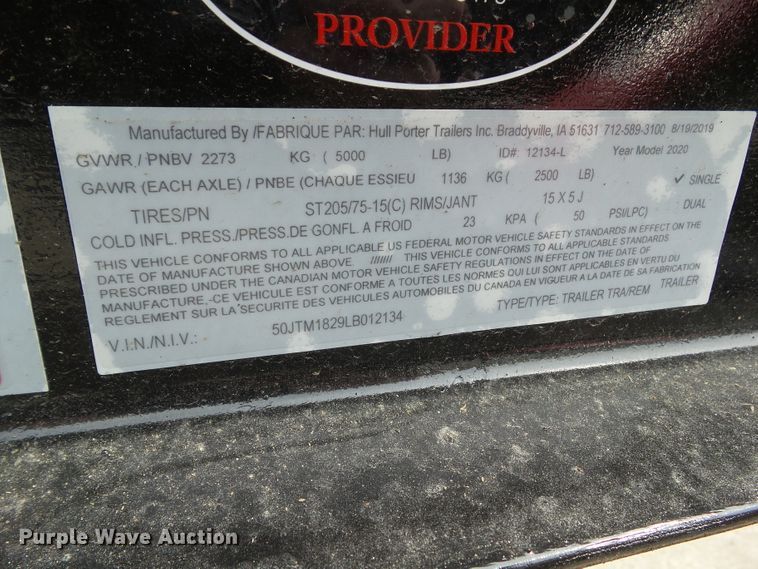 PROVIDER
Manufactured By /FABRIQUE PAR: Hull Porter Trailers Inc. Braddyville, IA 51631 712-589-3100 8/19/2019
GVWR / PNBV 2273 KG ( 5000 LB) ID#: 12134-L Year Model 2020
GAWR (EACH AXLE) / PNBE (CHAQUE ESSIEU 1136 KG ( 2500 LB) ✓ SINGLE
TIRES/PN ST205/75-15(C) RIMS/JANT 15 X 5 J DUAL
COLD INFL. PRESS./PRESS.DE GONFL. A FROID 23 KPA ( 50 PSI/LPC)
THIS VEHICLE CONFORMS TO ALL APPLICABLE US FEDERAL MOTOR VEHICLE SAFETY STANDARDS IN EFFECT ON THE
DATE OF MANUFACTURE SHOWN ABOVE. /////// THIS VEHICLE CONFORMS TO ALL APPLICABLE STANDARDS
PRESCRIBED UNDER THE CANADIAN MOTOR VEHICLE SAFETY REGULATIONS IN EFFECT ON THE DATE OF
MANUFACTURE. -CE VEHICULE EST CONFORME A TOUTES LES NORMES QUI LUI SONT APPLICABLES EN VERTU DU
REGLEMENT SUR LA SECURITE DES VEHICULES AUTOMOBILES DU CANADA EN VIGUEUR A LA DATE DE SA FABRICATION
V.I.N./N.I.V.: 50JTM1829LB012134 TYPE/TYPE: TRAILER TRA/REM TRAILER
Purple Wave Auction